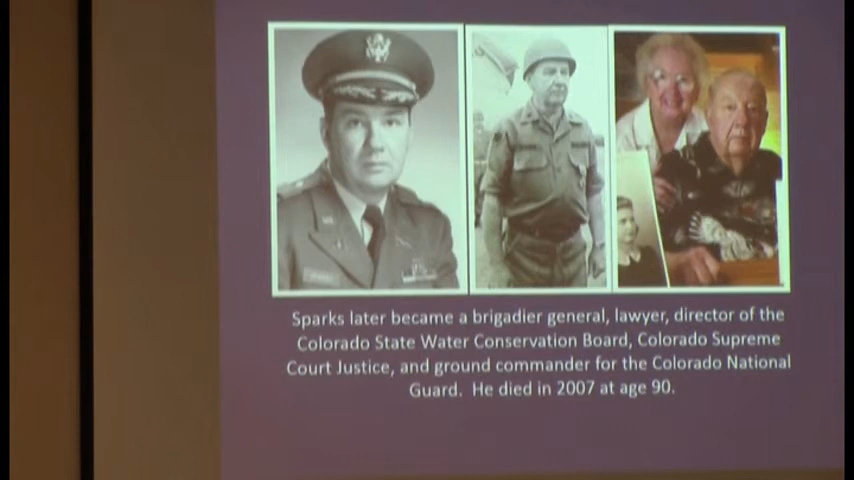 Sparks later became a brigadier general, lawyer, director of the
Colorado State Water Conservation Board, Colorado Supreme
Court Justice, and ground commander for the Colorado National
Guard. He died in 2007 at age 90.